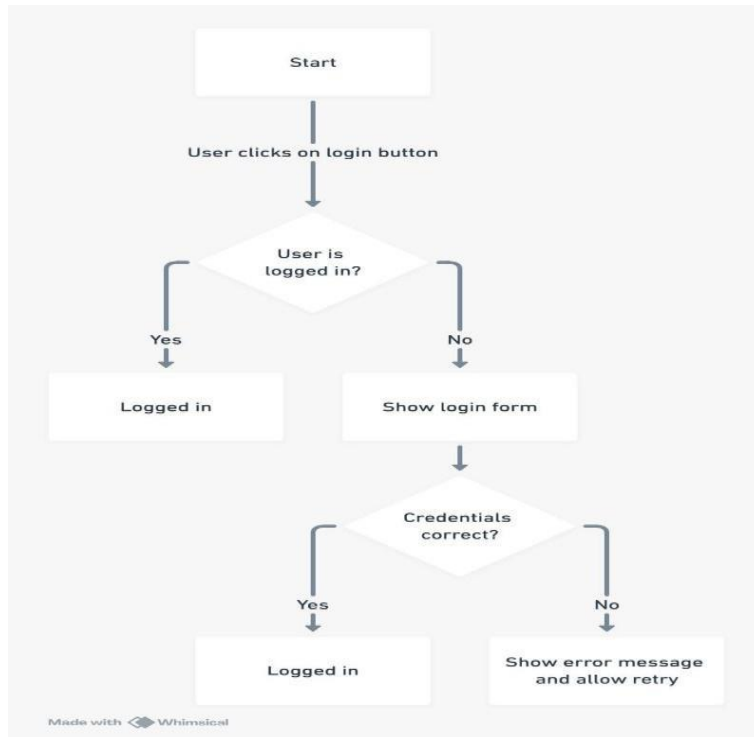 Start
User clicks on login button
User is
logged in?
Yes
No
Logged in
Show login form
Credentials
correct?
Yes
No
Logged in
Show error message
and allow retry
Made with Whimsical